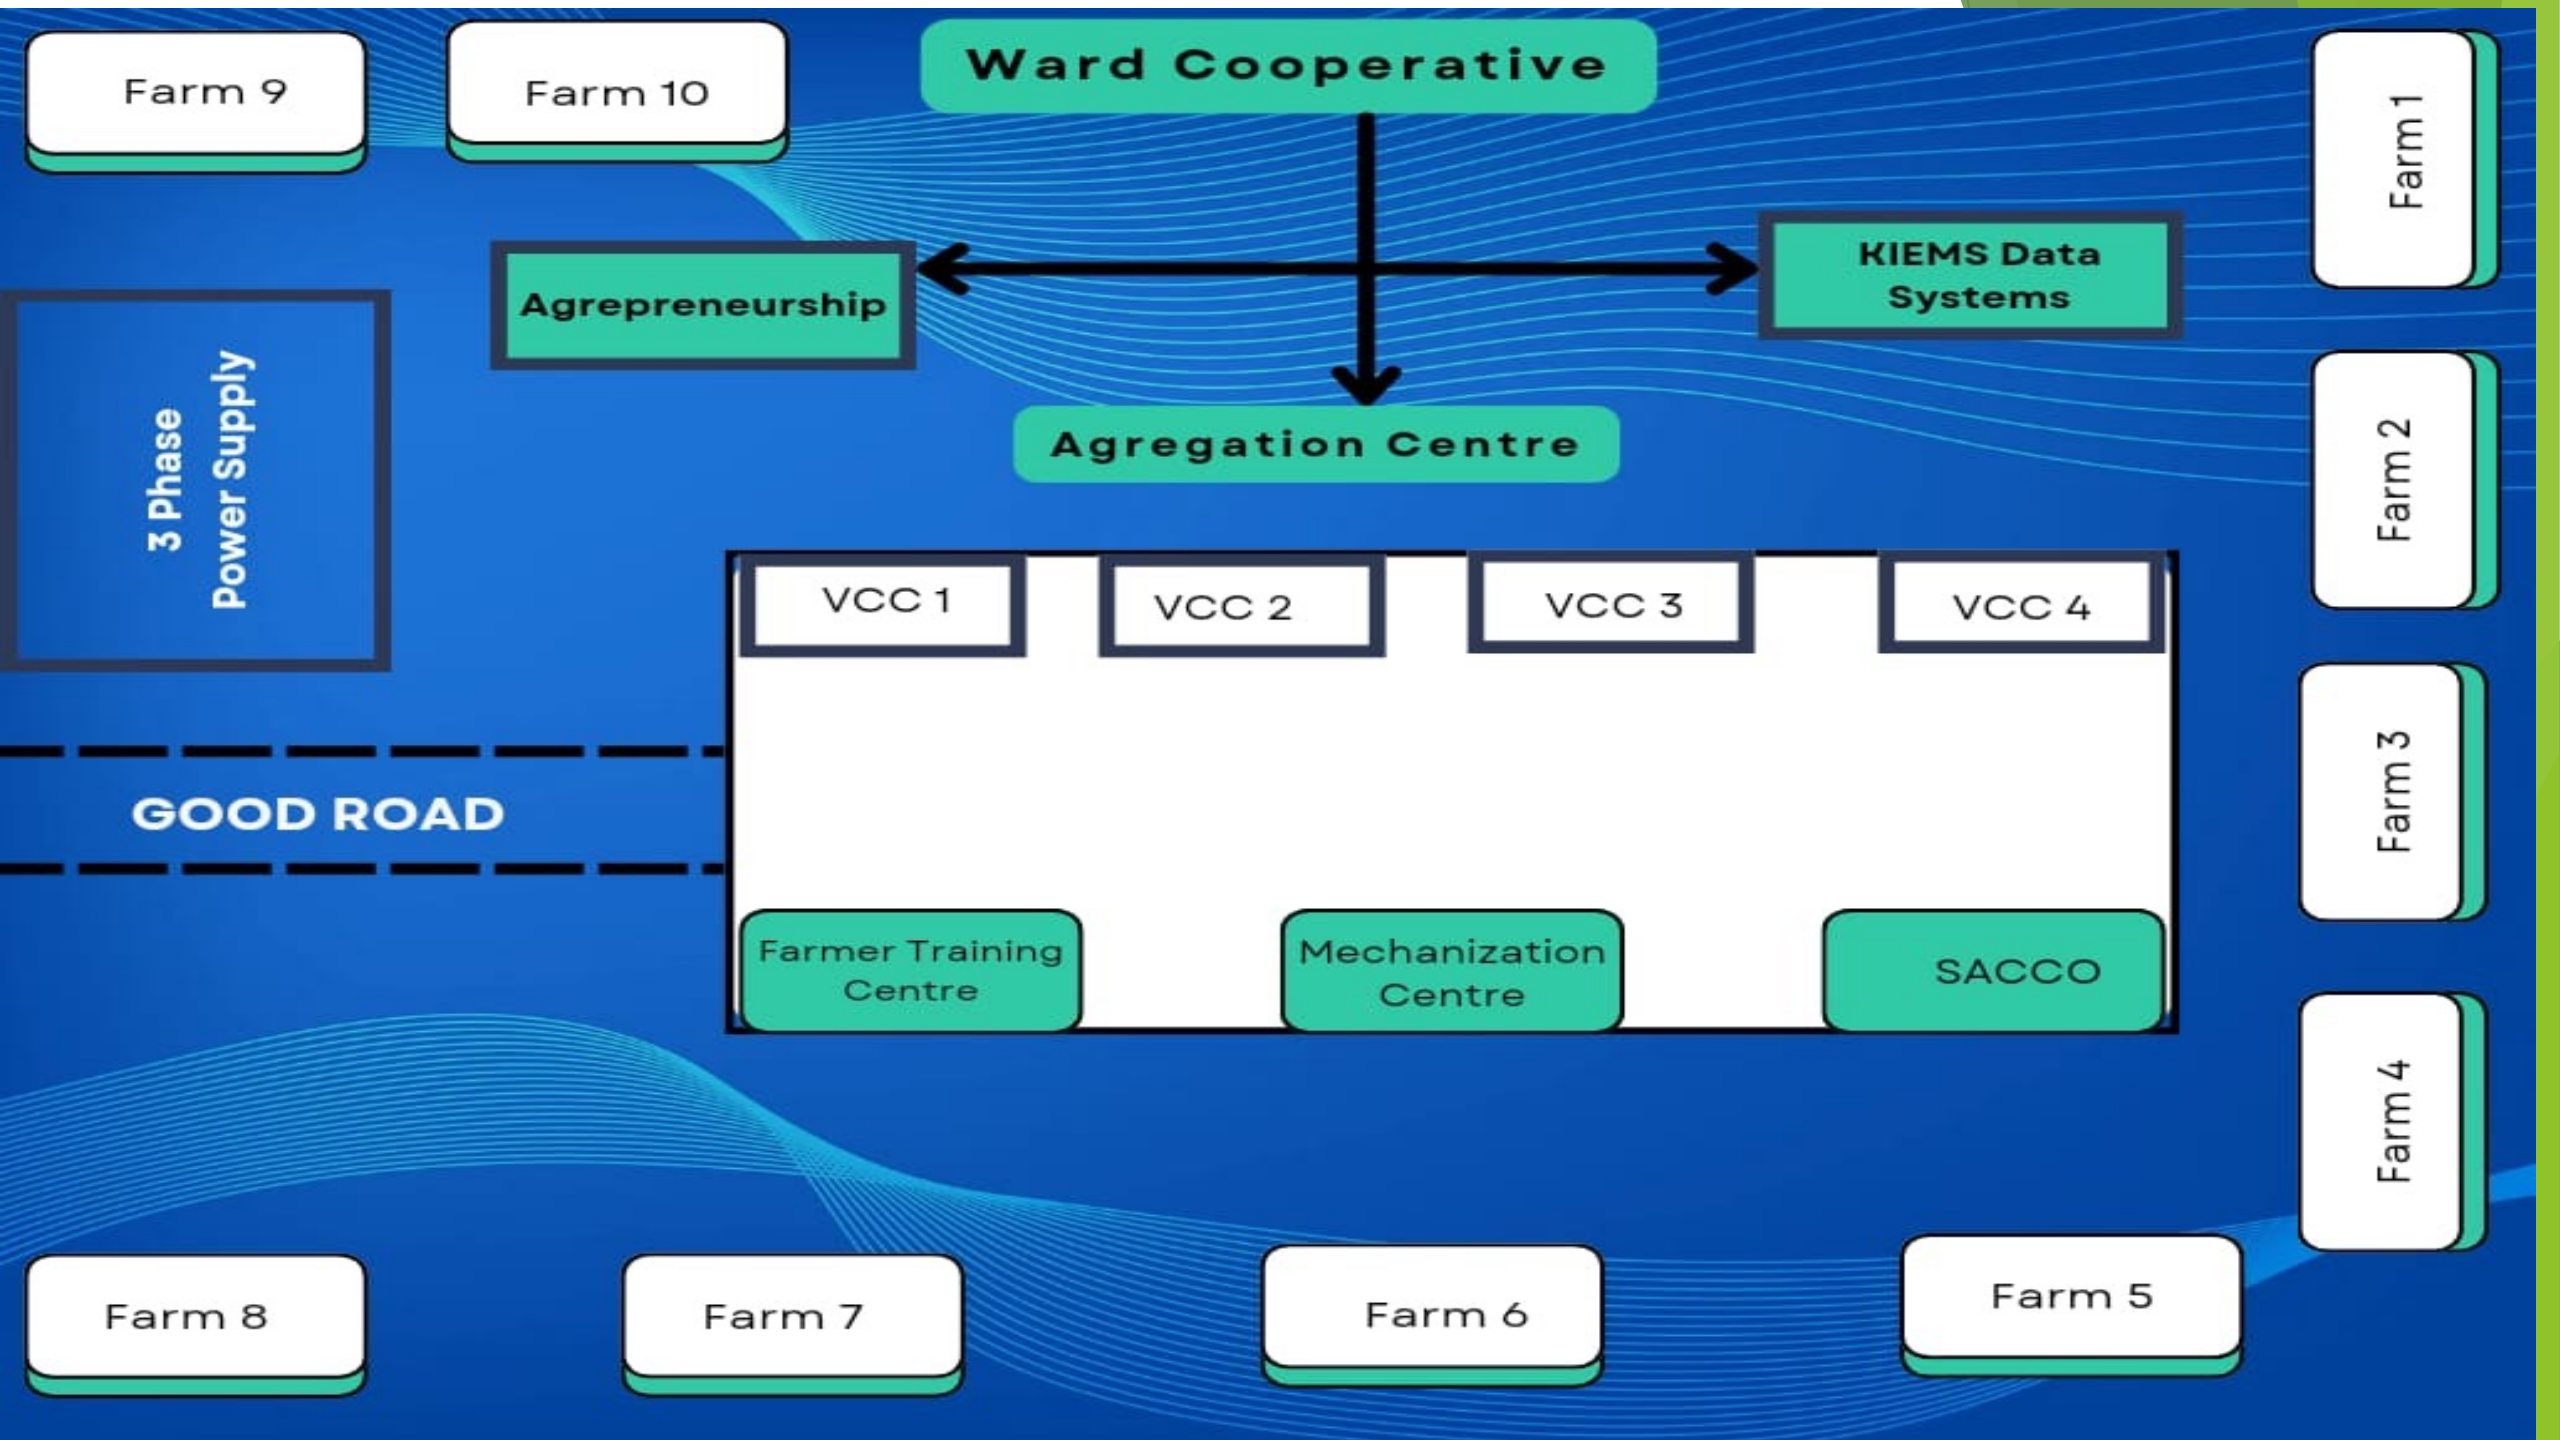 Farm 9
Farm 10
Ward Cooperative
Farm 1
Agrepreneurship
KIEMS Data
Systems
3 Phase
Power Supply
Agregation Centre
Farm 2
VCC 1
VCC 2
VCC 3
VCC 4
GOOD ROAD
Farm 3
Farmer Training
Centre
Mechanization
Centre
SACCO
Farm 4
Farm 8
Farm 7
Farm 6
Farm 5